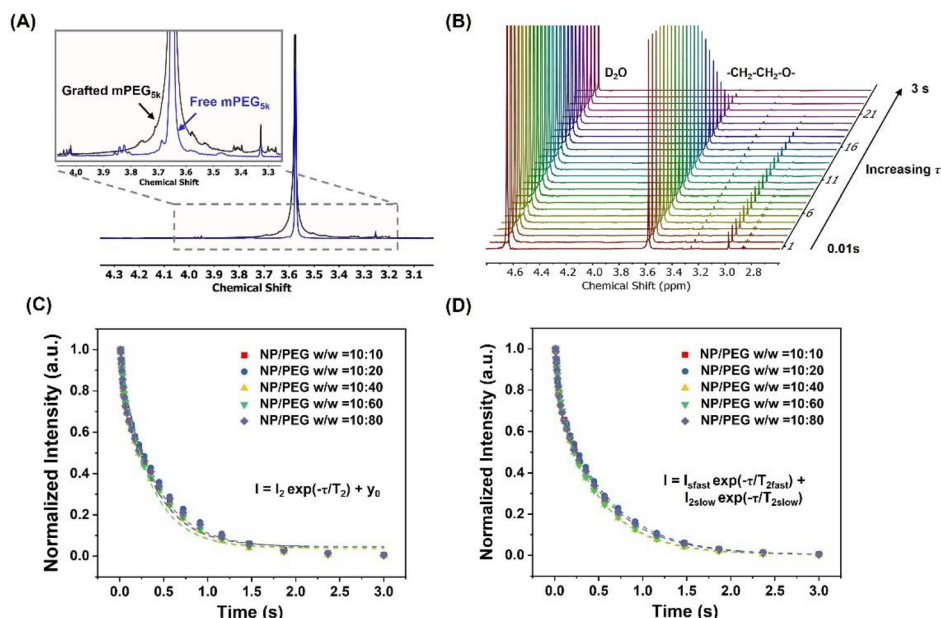 (A)
Grafted mPEG5k
Free mPEG5k
4.0 3.9 3.8 3.7 3.6 3.5 3.4 3.3
Chemical Shift
4.3 4.2 4.1 4.0 3.9 3.8 3.7 3.6 3.5 3.4 3.3 3.2 3.1
Chemical Shift
(B)
D2O
-CH2-CH2-O-
3 s
21
16
11
6
1
Increasing τ
0.01s
4.6 4.4 4.2 4.0 3.8 3.6 3.4 3.2 3.0 2.8
Chemical Shift (ppm)
(C)
Normalized Intensity (a.u.)
1.0
0.8
0.6
0.4
0.2
0.0
NP/PEG w/w =10:10
NP/PEG w/w =10:20
NP/PEG w/w =10:40
NP/PEG w/w =10:60
NP/PEG w/w =10:80
I = I2 exp(-τ/T2) + y0
0.0 0.5 1.0 1.5 2.0 2.5 3.0
Time (s)
(D)
Normalized Intensity (a.u.)
1.0
0.8
0.6
0.4
0.2
0.0
NP/PEG w/w =10:10
NP/PEG w/w =10:20
NP/PEG w/w =10:40
NP/PEG w/w =10:60
NP/PEG w/w =10:80
I = Isfast exp(-τ/T2fast) +
I2slow exp(-τ/T2slow)
0.0 0.5 1.0 1.5 2.0 2.5 3.0
Time (s)